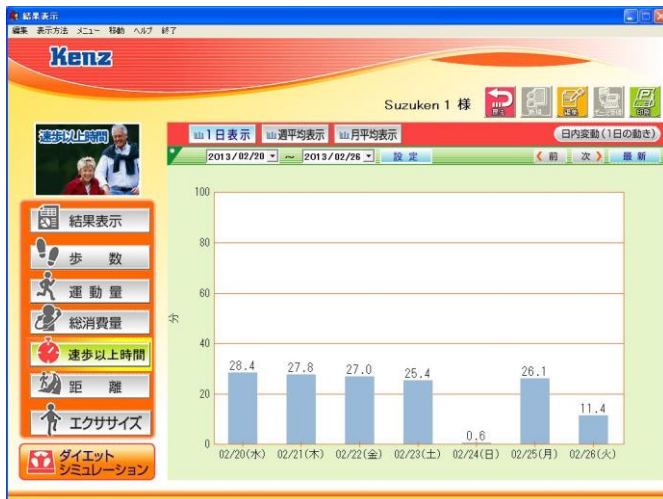 結果表示
編集 表示方法 メニュー 移動 ヘルプ 終了
Kenz
Suzuken 1 様
戻る
印刷
速歩以上時間
1日表示 週平均表示 月平均表示 日内変動(1日の動き)
2013/02/20 ～ 2013/02/26 設定 前 次 最新
結果表示
歩数
運動量
総消費量
速歩以上時間
距離
エクササイズ
ダイエット
シミュレーション
分
100
80
60
40
20
0
28.4 27.8 27.0 25.4 0.6 26.1 11.4
02/20(水) 02/21(木) 02/22(金) 02/23(土) 02/24(日) 02/25(月) 02/26(火)